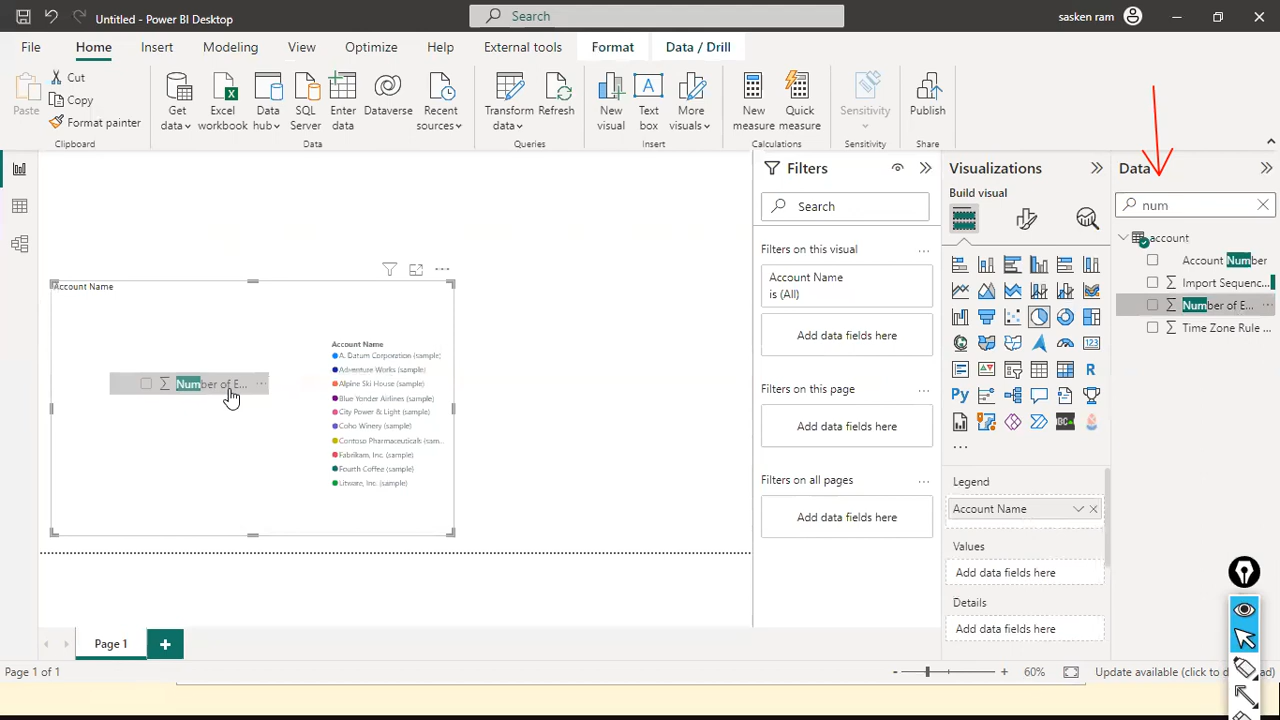 Untitled - Power BI Desktop
Search
sasken ram
File
Home
Insert
Modeling
View
Optimize
Help
External tools
Format
Data / Drill
Paste
Cut
Copy
Format painter
Get data
Excel workbook
Data hub
SQL Server
Enter data
Dataverse
Recent sources
Transform data
Refresh
New visual
Text box
More visuals
New measure
Quick measure
Sensitivity
Publish
Clipboard
Data
Queries
Insert
Calculations
Sensitivity
Share
Account Name
Account Name
A. Datum Corporation (sample)
Adventure Works (sample)
Alpine Ski House (sample)
Blue Yonder Airlines (sample)
City Power & Light (sample)
Coho Winery (sample)
Contoso Pharmaceuticals (sam...
Fabrikam, Inc. (sample)
Fourth Coffee (sample)
Litware, Inc. (sample)
Number of E...
Filters
Search
Filters on this visual
Account Name
is (All)
Add data fields here
Filters on this page
Add data fields here
Filters on all pages
Add data fields here
Visualizations
Build visual
R
Py
123
Legend
Account Name
Values
Add data fields here
Details
Add data fields here
Data
num
account
Account Number
Import Sequenc...
Number of E...
Time Zone Rule ...
Page 1
Page 1 of 1
60%
Update available (click to d
ad)